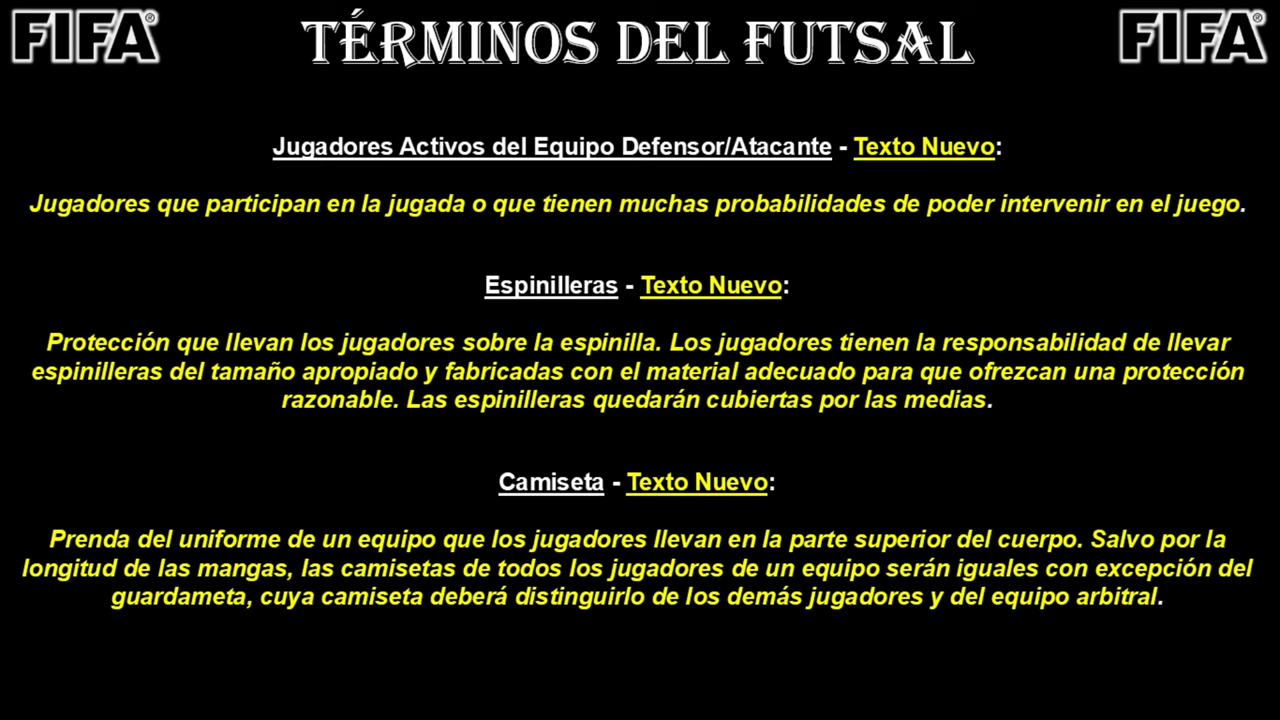 FIFA® TÉRMINOS DEL FUTSAL FIFA®
Jugadores Activos del Equipo Defensor/Atacante - Texto Nuevo:
Jugadores que participan en la jugada o que tienen muchas probabilidades de poder intervenir en el juego.
Espinilleras - Texto Nuevo:
Protección que llevan los jugadores sobre la espinilla. Los jugadores tienen la responsabilidad de llevar
espinilleras del tamaño apropiado y fabricadas con el material adecuado para que ofrezcan una protección
razonable. Las espinilleras quedarán cubiertas por las medias.
Camiseta - Texto Nuevo:
Prenda del uniforme de un equipo que los jugadores llevan en la parte superior del cuerpo. Salvo por la
longitud de las mangas, las camisetas de todos los jugadores de un equipo serán iguales con excepción del
guardameta, cuya camiseta deberá distinguirlo de los demás jugadores y del equipo arbitral.